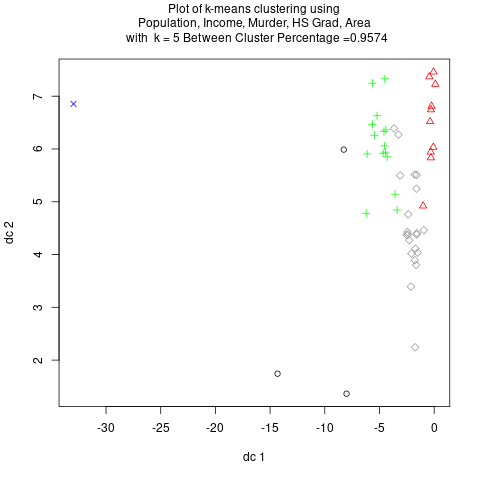 Plot of k-means clustering using
Population, Income, Murder, HS Grad, Area
with k = 5 Between Cluster Percentage =0.9574
7
6
5
4
3
2
dc 2
-30 -25 -20 -15 -10 -5 0
dc 1